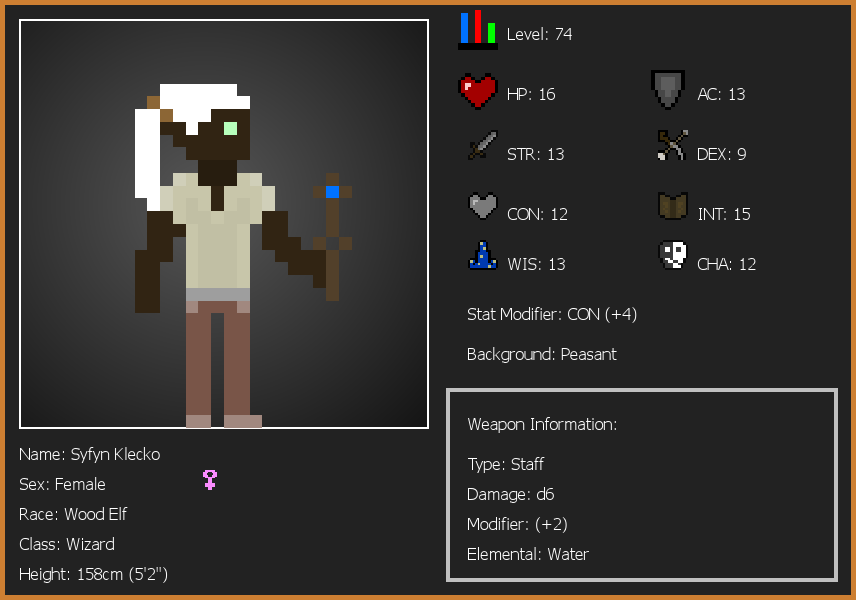 Level: 74
HP: 16
AC: 13
STR: 13
DEX: 9
CON: 12
INT: 15
WIS: 13
CHA: 12
Stat Modifier: CON (+4)
Background: Peasant
Weapon Information:
Type: Staff
Damage: d6
Modifier: (+2)
Elemental: Water
Name: Syfyn Klecko
Sex: Female
Race: Wood Elf
Class: Wizard
Height: 158cm (5'2")